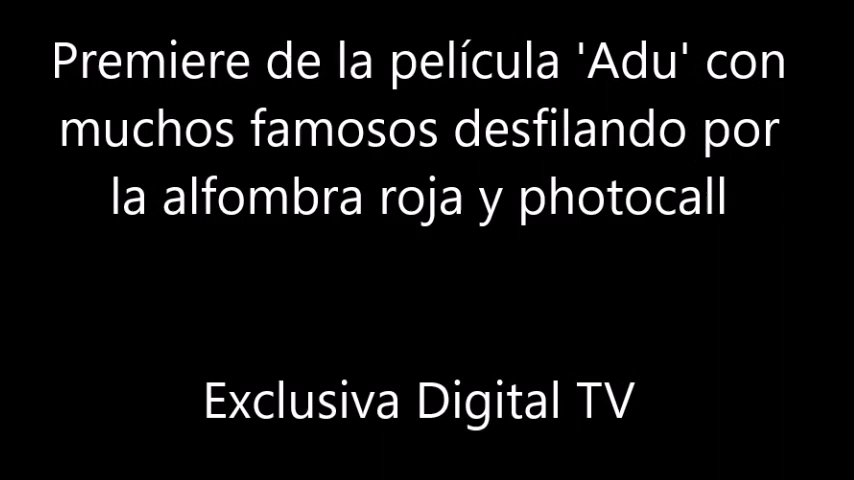 Premiere de la película 'Adu' con
muchos famosos desfilando por
la alfombra roja y photocall
Exclusiva Digital TV